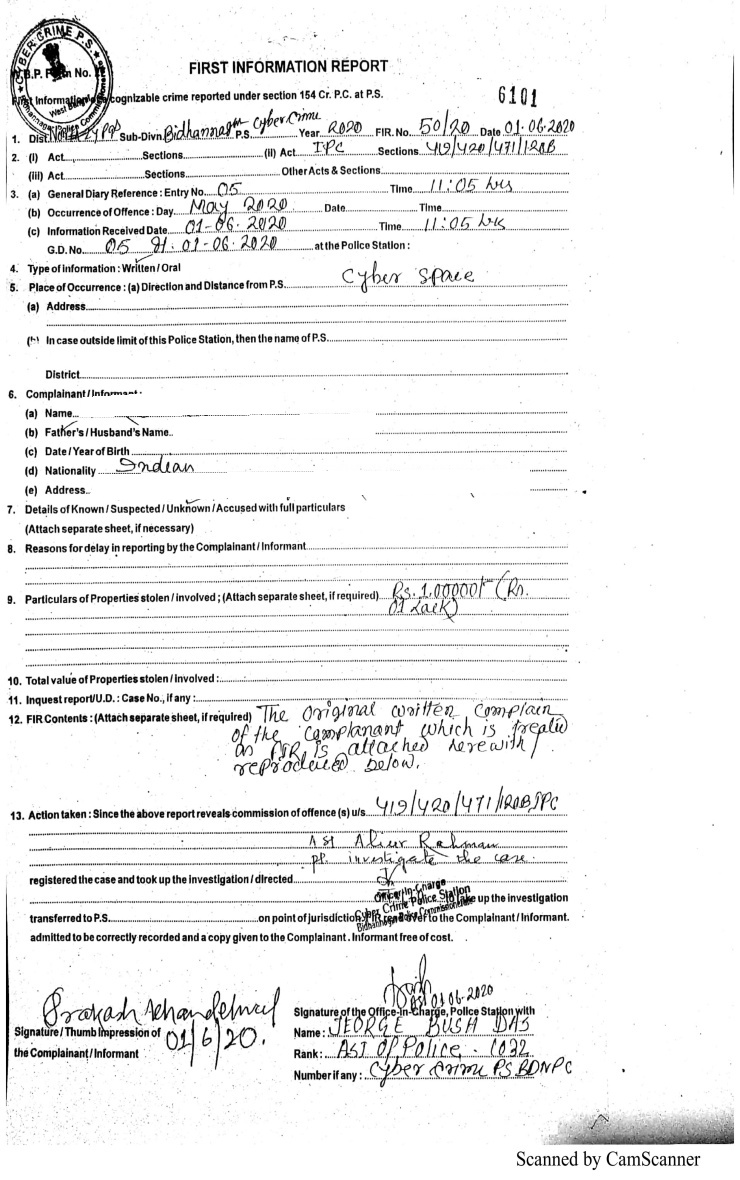 CYBER CRIME P.S.
West Bengal
B.P. Form No.
FIRST INFORMATION REPORT
First Information cognizable crime reported under section 154 Cr. P.C. at P.S.
6101
1. Dist. 24 Pgs Sub-Divn. Bidhannagar P.S. Cyber Crime Year 2020 FIR. No. 50/20 Date 01.06.2020
2. (i) Act Sections (ii) Act IPC Sections 419/420/471/120B
(iii) Act Sections Other Acts & Sections
3. (a) General Diary Reference : Entry No. 05 Time 11:05 hrs
(b) Occurrence of Offence : Day May 2020 Date Time
(c) Information Received Date 01-06-2020 Time 11:05 hrs
G.D. No. 05 dt. 01-06-2020 at the Police Station :
4. Type of information : Written / Oral
5. Place of Occurrence : (a) Direction and Distance from P.S. Cyber Space
(a) Address
(b) In case outside limit of this Police Station, then the name of P.S.
District
6. Complainant / Informant :
(a) Name
(b) Father's / Husband's Name
(c) Date / Year of Birth
(d) Nationality Indian
(e) Address
7. Details of Known / Suspected / Unknown / Accused with full particulars
(Attach separate sheet, if necessary)
8. Reasons for delay in reporting by the Complainant / Informant
9. Particulars of Properties stolen / involved ; (Attach separate sheet, if required) Rs. 1.00000/- (Rs.
01 Lack)
10. Total value of Properties stolen / involved :
11. Inquest report/U.D. : Case No., if any :
12. FIR Contents : (Attach separate sheet, if required) The original written complain
of the complanant which is treated
as FIR is attached herewith /
reproduced below.
13. Action taken : Since the above report reveals commission of offence (s) u/s 419/420/471/120B IPC
ASI Aliur Rahman
pl. investigate the case.
registered the case and took up the investigation / directed
Officer-In-Charge
Cyber Crime Police Station
Bidhannagar Police Commissionerate
to take up the investigation
transferred to P.S. on point of jurisdiction. FIR read over to the Complainant / Informant.
admitted to be correctly recorded and a copy given to the Complainant. Informant free of cost.
Prakash Khandelwal
01/6/20.
Signature / Thumb Impression of
the Complainant / Informant
01.06.2020
Signature of the Office-in-Charge, Police Station with
Name : JEORGE BUSH DAS
Rank : ASI Of Police - 1032
Number if any : Cyber Crime PS BDNPC
Scanned by CamScanner